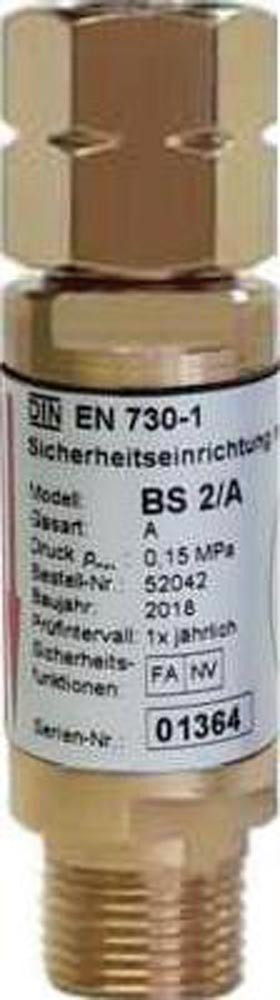 DIN EN 730-1
Sicherheitseinrichtung
Modell: BS 2/A
Gasart: A
Druck pmax : 0,15 MPa
Bestell-Nr.: 52042
Baujahr: 2018
Prüfintervall: 1x jährlich
Sicherheits- FA NV
funktionen
Serien-Nr.: 01364